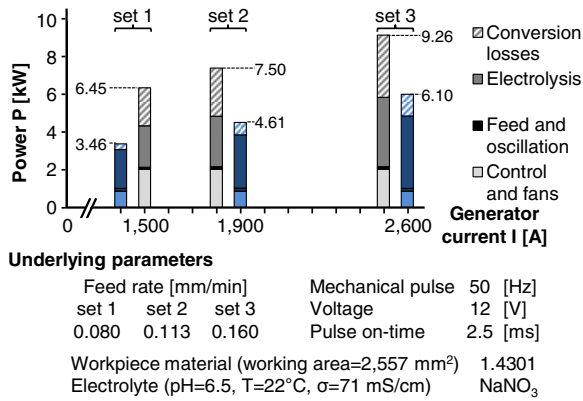 set 1 set 2 set 3
10
8
6
4
2
0
Power P [kW]
6.45
3.46
7.50
4.61
9.26
6.10
Conversion
losses
Electrolysis
Feed and
oscillation
Control
and fans
0 1,500 1,900 2,600
Generator
current I [A]
Underlying parameters
Feed rate [mm/min] Mechanical pulse 50 [Hz]
set 1 set 2 set 3 Voltage 12 [V]
0.080 0.113 0.160 Pulse on-time 2.5 [ms]
Workpiece material (working area=2,557 mm²) 1.4301
Electrolyte (pH=6.5, T=22°C, σ=71 mS/cm) NaNO₃